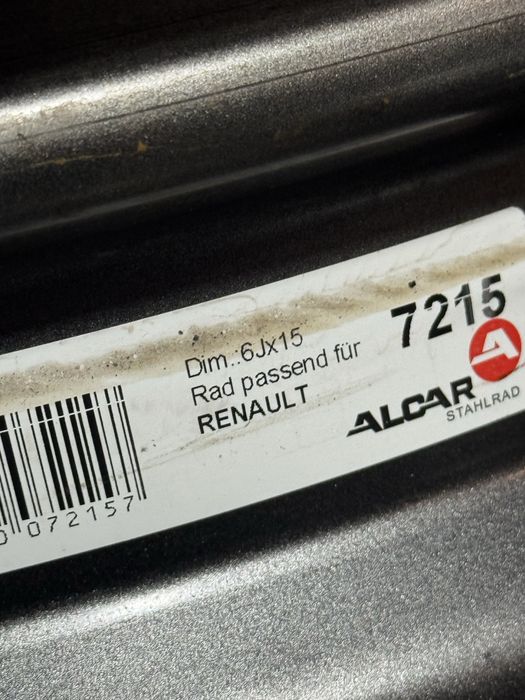 Dim.:6Jx15
Rad passend für
RENAULT
7215
ALCAR
STAHLRAD
072157